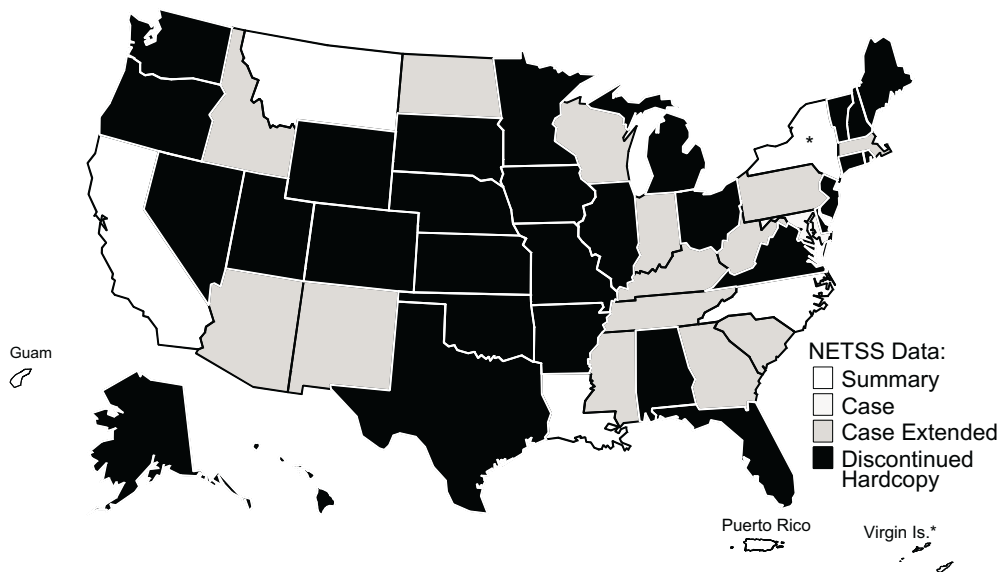 *
Guam
NETSS Data:
Summary
Case
Case Extended
Discontinued
Hardcopy
Puerto Rico
Virgin Is.*